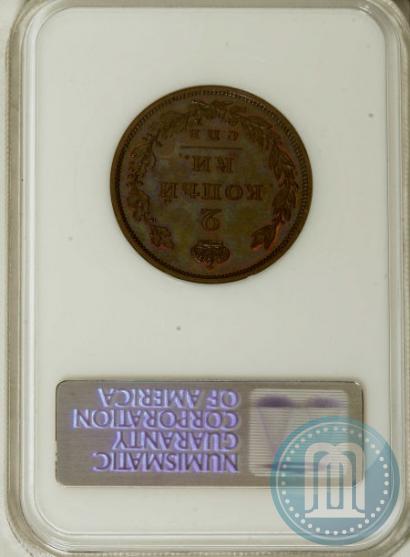 NUMISMATIC
GUARANTY
CORPORATION
OF AMERICA
2
КОПѢЙ
КИ.
С П Б